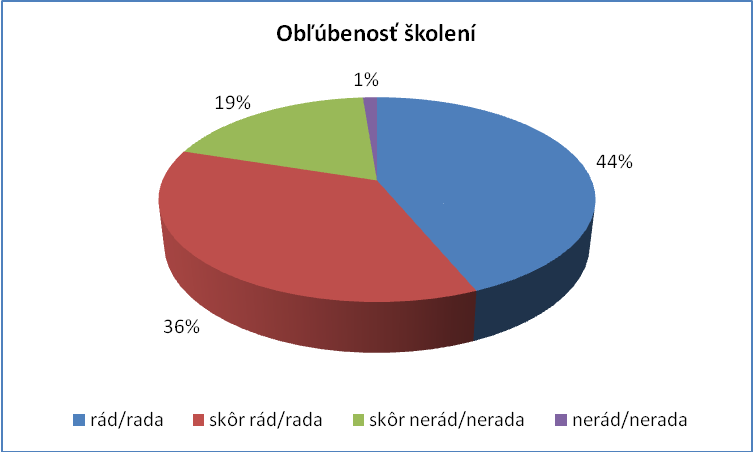 Obľúbenosť školení
1%
19%
44%
36%
rád/rada skôr rád/rada skôr nerád/nerada nerád/nerada